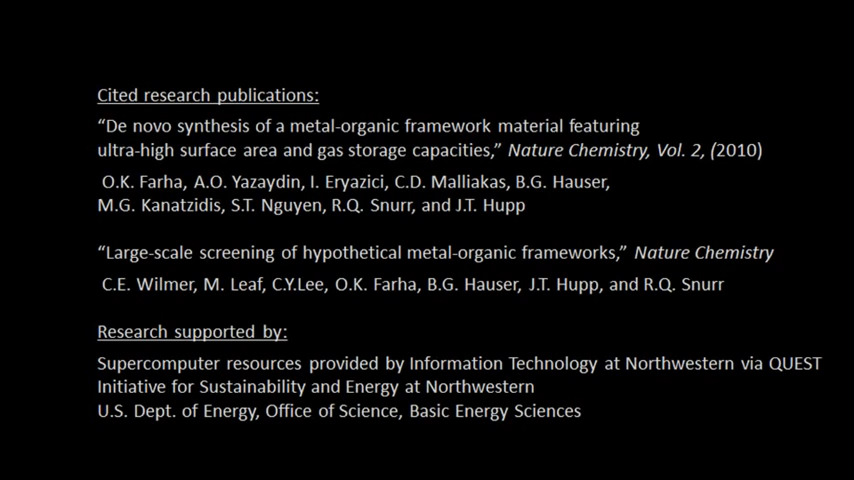 Cited research publications:
“De novo synthesis of a metal-organic framework material featuring
ultra-high surface area and gas storage capacities,” Nature Chemistry, Vol. 2, (2010)
O.K. Farha, A.O. Yazaydin, I. Eryazici, C.D. Malliakas, B.G. Hauser,
M.G. Kanatzidis, S.T. Nguyen, R.Q. Snurr, and J.T. Hupp
“Large-scale screening of hypothetical metal-organic frameworks,” Nature Chemistry
C.E. Wilmer, M. Leaf, C.Y.Lee, O.K. Farha, B.G. Hauser, J.T. Hupp, and R.Q. Snurr
Research supported by:
Supercomputer resources provided by Information Technology at Northwestern via QUEST
Initiative for Sustainability and Energy at Northwestern
U.S. Dept. of Energy, Office of Science, Basic Energy Sciences